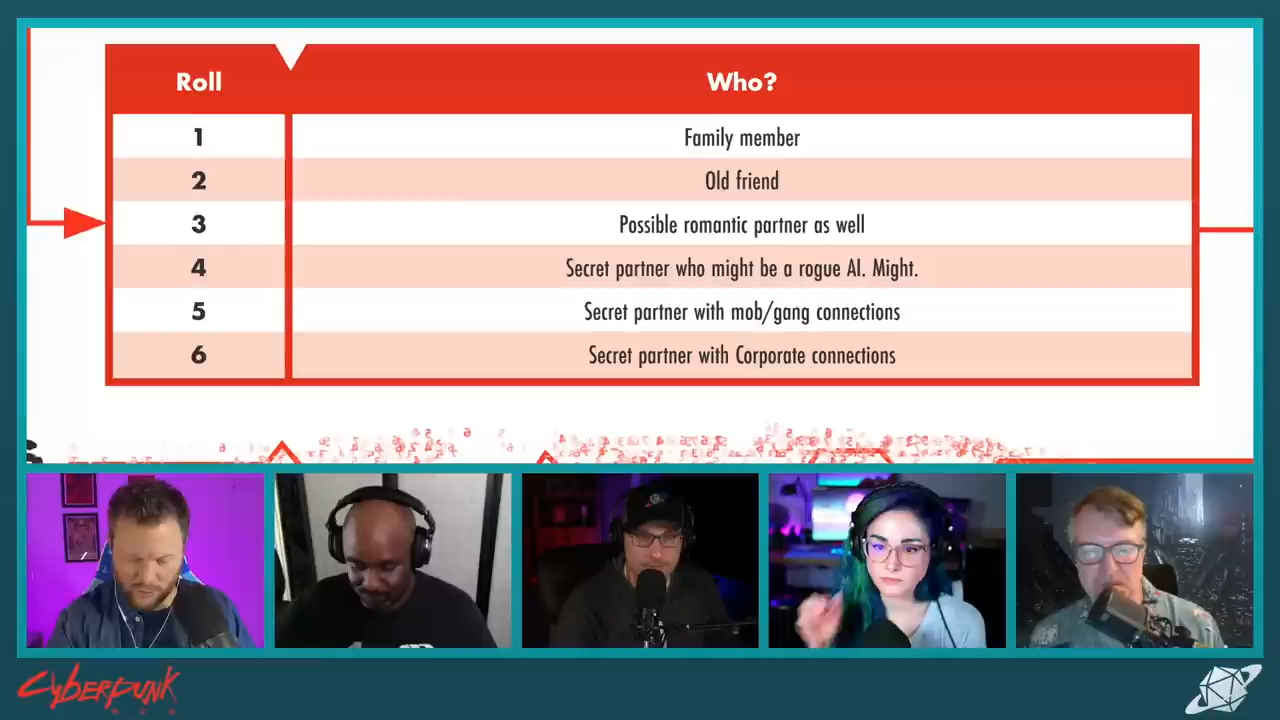 Roll Who?
1 Family member
2 Old friend
3 Possible romantic partner as well
4 Secret partner who might be a rogue AI. Might.
5 Secret partner with mob/gang connections
6 Secret partner with Corporate connections
CYBERPUNK
RED